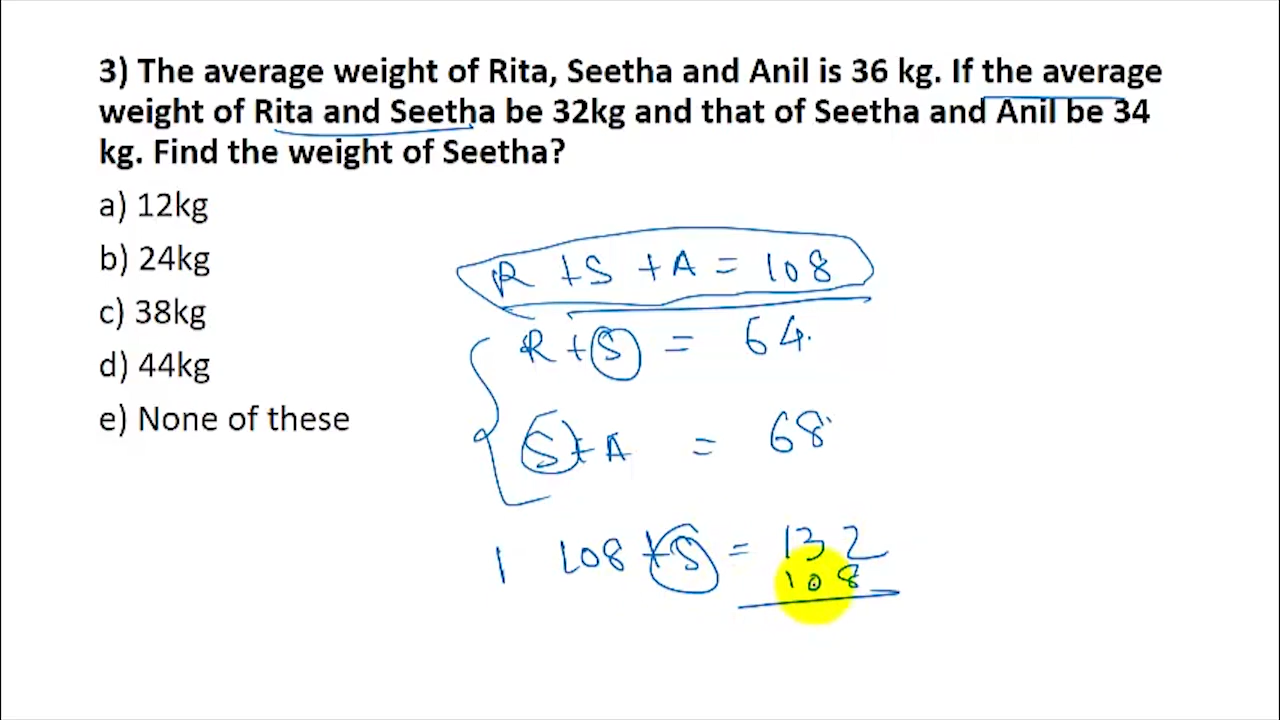 3) The average weight of Rita, Seetha and Anil is 36 kg. If the average
weight of Rita and Seetha be 32kg and that of Seetha and Anil be 34
kg. Find the weight of Seetha?
a) 12kg
b) 24kg
c) 38kg
d) 44kg
e) None of these
R + S + A = 108
R + S = 64.
S + A = 68
1 108 + S = 132
108